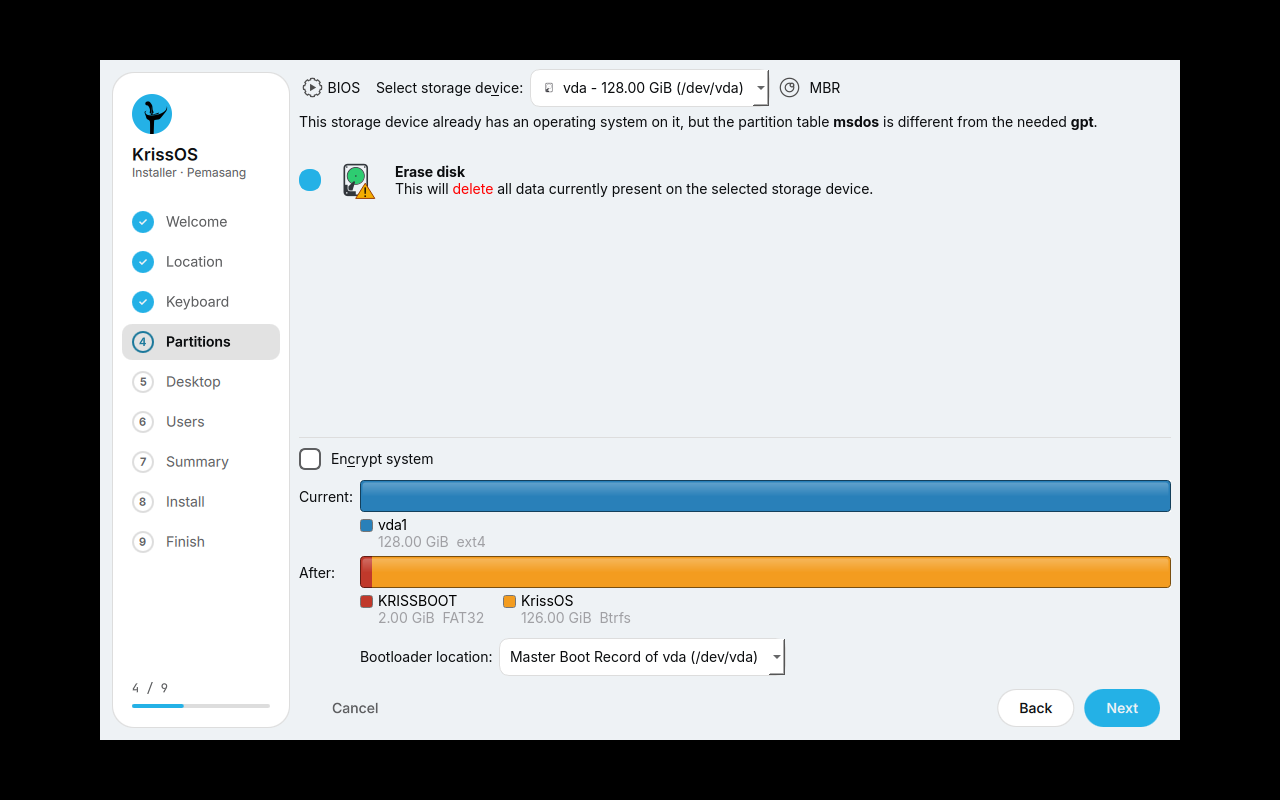 KrissOS
Installer · Pemasang
Welcome
Location
Keyboard
4 Partitions
5 Desktop
6 Users
7 Summary
8 Install
9 Finish
4 / 9
BIOS Select storage device: vda - 128.00 GiB (/dev/vda) MBR
This storage device already has an operating system on it, but the partition table msdos is different from the needed gpt.
Erase disk
This will delete all data currently present on the selected storage device.
Encrypt system
Current:
vda1
128.00 GiB ext4
After:
KRISSBOOT KrissOS
2.00 GiB FAT32 126.00 GiB Btrfs
Bootloader location: Master Boot Record of vda (/dev/vda)
Cancel Back Next